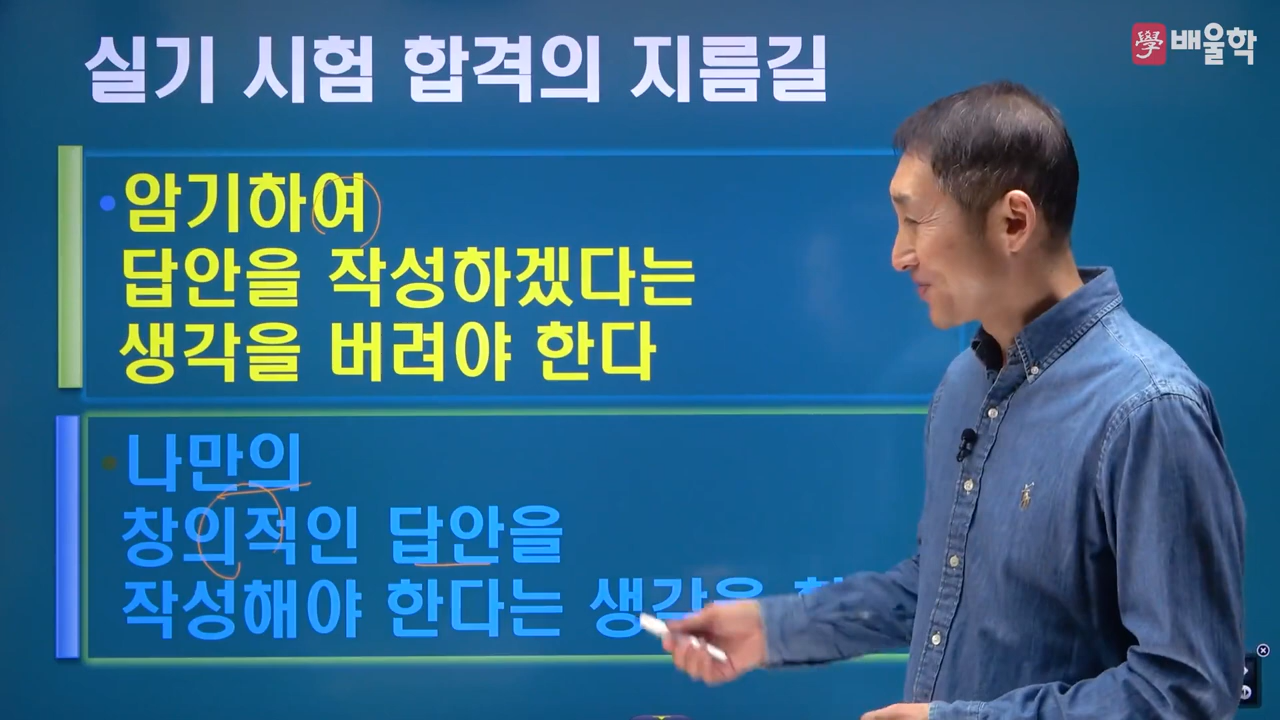 실기 시험 합격의 지름길
學 배울학
암기하여
답안을 작성하겠다는
생각을 버려야 한다
나만의
창의적인 답안을
작성해야 한다는